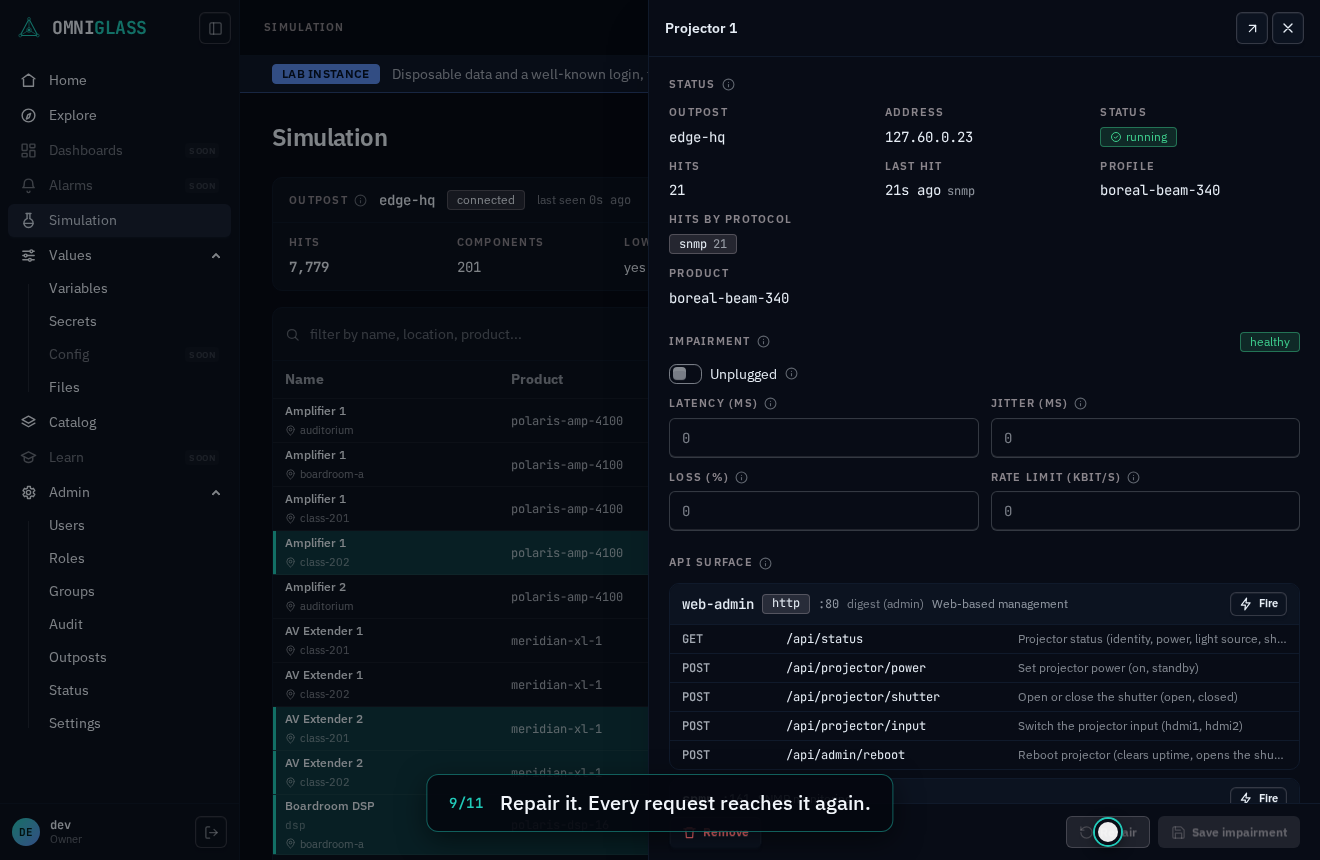 OMNIGLASS
Home
Explore
Dashboards SOON
Alarms SOON
Simulation
Values
Variables
Secrets
Config SOON
Files
Catalog
Learn SOON
Admin
Users
Roles
Groups
Audit
Outposts
Status
Settings
DE dev
Owner
SIMULATION
LAB INSTANCE Disposable data and a well-known login,
Simulation
OUTPOST edge-hq connected last seen 0s ago
HITS COMPONENTS
7,779 201 yes
filter by name, location, product...
Name Product
Amplifier 1
auditorium
polaris-amp-4100
Amplifier 1
boardroom-a
polaris-amp-4100
Amplifier 1
class-201
polaris-amp-4100
Amplifier 1
class-202
polaris-amp-4100
Amplifier 2
auditorium
polaris-amp-4100
AV Extender 1
class-201
meridian-xl-1
AV Extender 1
class-202
meridian-xl-1
AV Extender 2
class-201
meridian-xl-1
AV Extender 2
class-202
meridian-xl-1
Boardroom DSP
dsp
boardroom-a
Projector 1
STATUS
OUTPOST ADDRESS STATUS
edge-hq 127.60.0.23 running
HITS LAST HIT PROFILE
21 21s ago snmp boreal-beam-340
HITS BY PROTOCOL
snmp 21
PRODUCT
boreal-beam-340
IMPAIRMENT healthy
Unplugged
LATENCY (MS) JITTER (MS)
0 0
LOSS (%) RATE LIMIT (KBIT/S)
0 0
API SURFACE
web-admin http :80 digest (admin) Web-based management Fire
GET /api/status Projector status (identity, power, light source, sh...
POST /api/projector/power Set projector power (on, standby)
POST /api/projector/shutter Open or close the shutter (open, closed)
POST /api/projector/input Switch the projector input (hdmi1, hdmi2)
POST /api/admin/reboot Reboot projector (clears uptime, opens the shu...
Fire
9/11 Repair it. Every request reaches it again.
Remove Save impairment